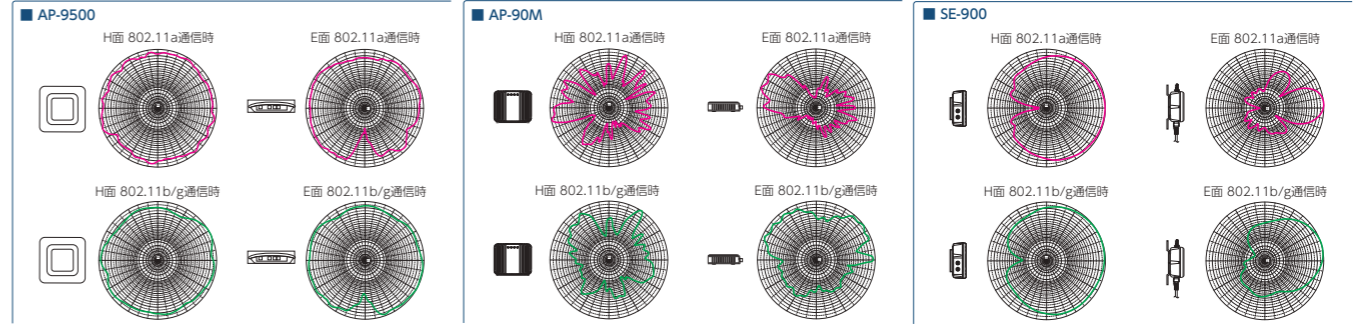 ■ AP-9500
H面 802.11a通信時
E面 802.11a通信時
H面 802.11b/g通信時
E面 802.11b/g通信時
■ AP-90M
H面 802.11a通信時
E面 802.11a通信時
H面 802.11b/g通信時
E面 802.11b/g通信時
■ SE-900
H面 802.11a通信時
E面 802.11a通信時
H面 802.11b/g通信時
E面 802.11b/g通信時